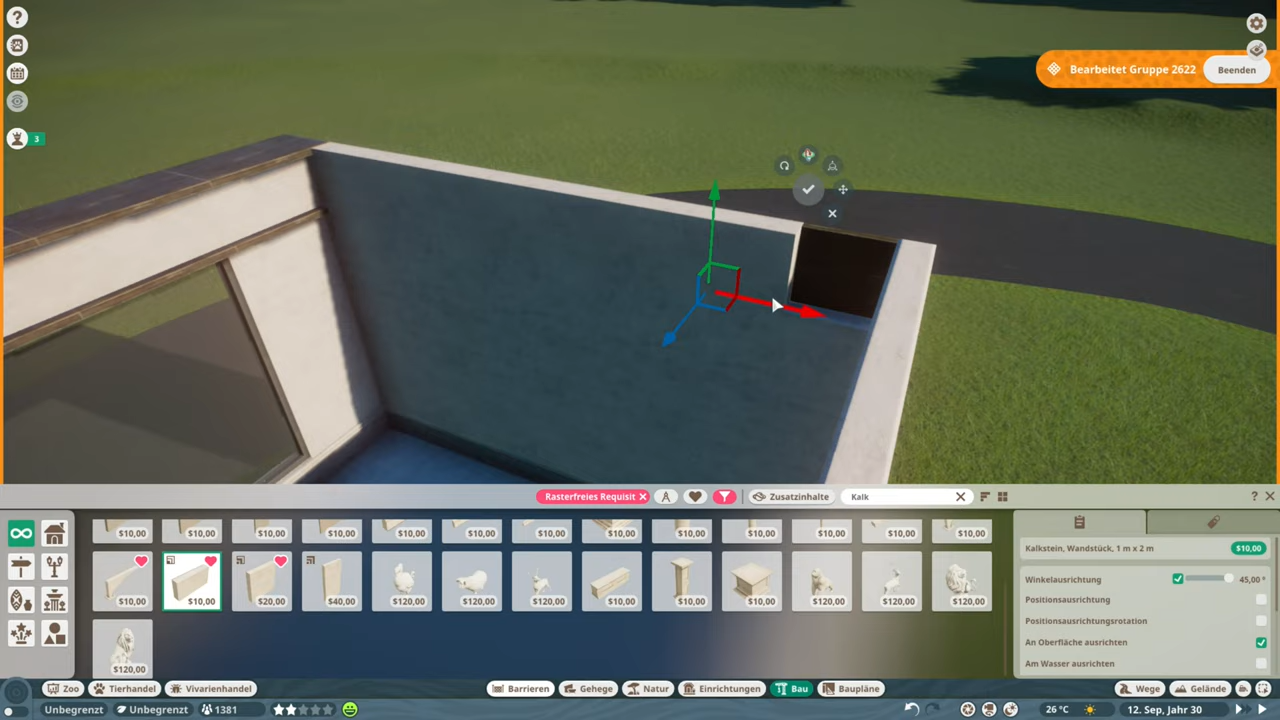 ?
Bearbeitet Gruppe 2622
Beenden
3
Rasterfreies Requisit
Zusatzinhalte
Kalk
?
$10,00 $10,00 $10,00 $10,00 $10,00 $10,00 $10,00 $10,00 $10,00 $10,00 $10,00 $10,00 $10,00
$10,00 $10,00 $20,00 $40,00 $120,00 $120,00 $120,00 $10,00 $10,00 $10,00 $120,00 $120,00 $120,00
$120,00
Kalkstein, Wandstück, 1 m x 2 m
$10,00
Winkelausrichtung
45,00 °
Positionsausrichtung
Positionsausrichtungsrotation
An Oberfläche ausrichten
Am Wasser ausrichten
Zoo Tierhandel Vivarienhandel Barrieren Gehege Natur Einrichtungen Bau Baupläne Wege Gelände
Unbegrenzt Unbegrenzt 1381 26 °C 12. Sep, Jahr 30